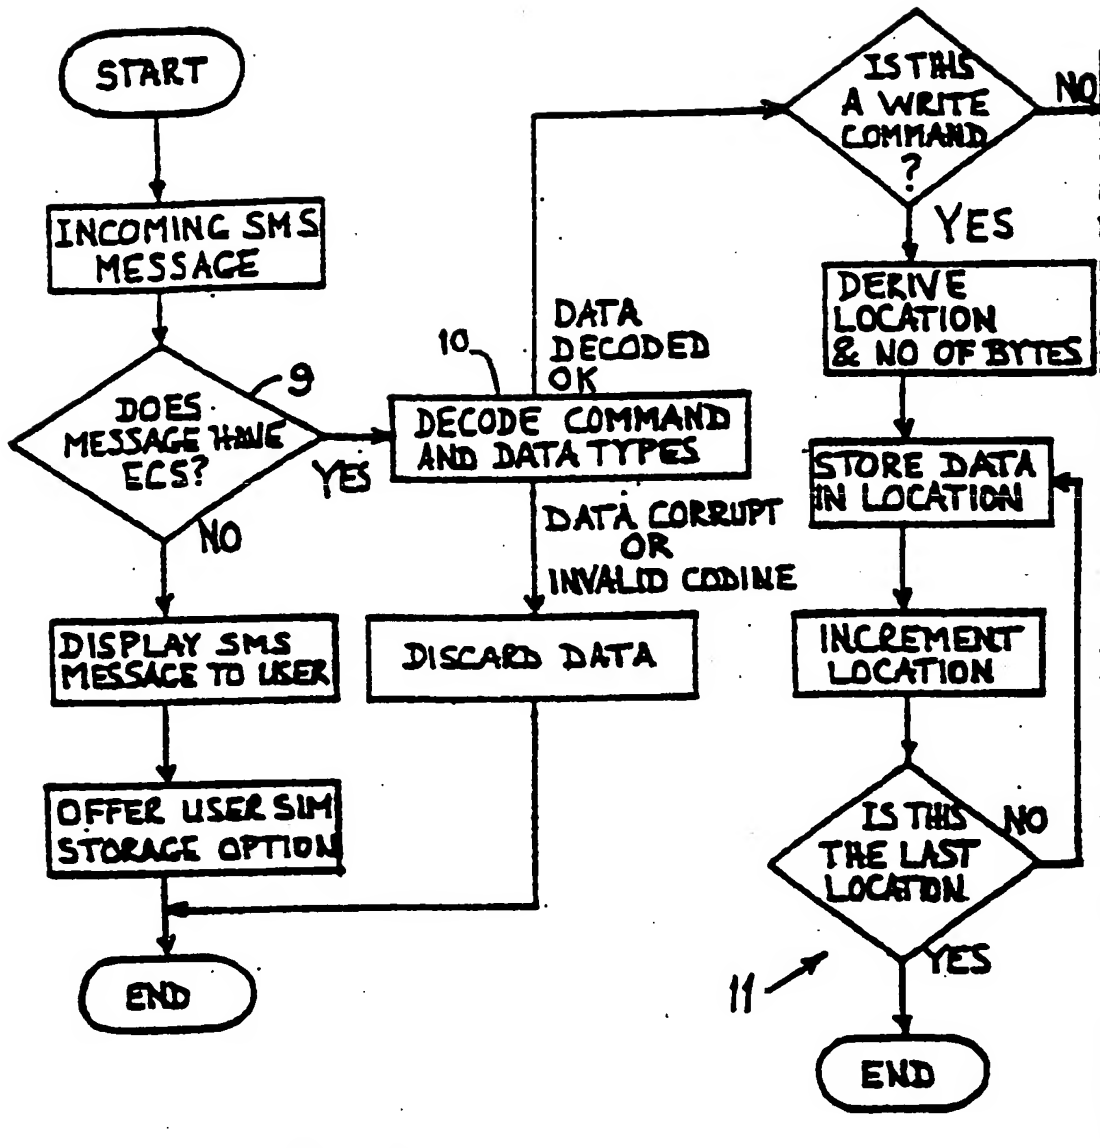 START
INCOMING SMS
MESSAGE
9
DOES
MESSAGE HAVE
ECS?
YES
NO
DISPLAY SMS
MESSAGE TO USER
OFFER USER SIM
STORAGE OPTION
END
10
DATA
DECODED
OK
DECODE COMMAND
AND DATA TYPES
DATA CORRUPT
OR
INVALID CODINE
DISCARD DATA
IS THIS
A WRITE
COMMAND
?
NO
YES
DERIVE
LOCATION
& NO OF BYTES
STORE DATA
IN LOCATION
INCREMENT
LOCATION
IS THIS
THE LAST
LOCATION
NO
YES
11
END